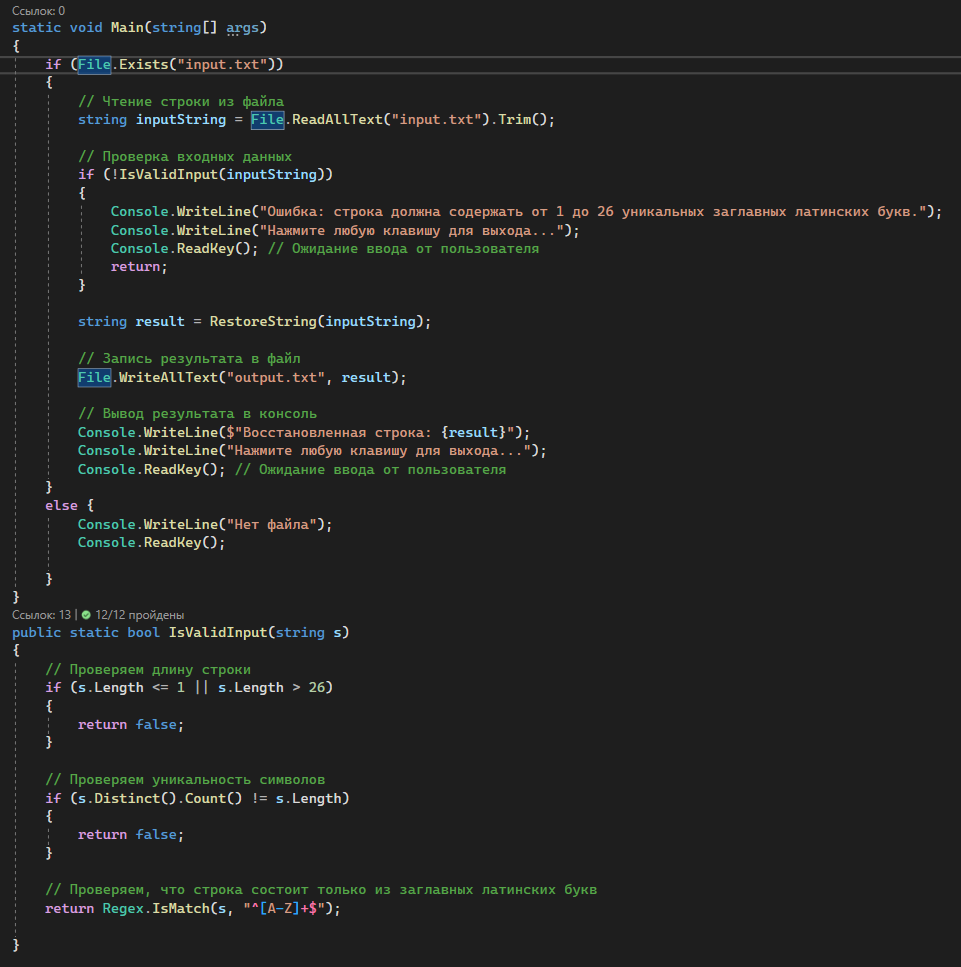 Ссылок: 0
static void Main(string[] args)
{
if (File.Exists("input.txt"))
{
// Чтение строки из файла
string inputString = File.ReadAllText("input.txt").Trim();
// Проверка входных данных
if (!IsValidInput(inputString))
{
Console.WriteLine("Ошибка: строка должна содержать от 1 до 26 уникальных заглавных латинских букв.");
Console.WriteLine("Нажмите любую клавишу для выхода...");
Console.ReadKey(); // Ожидание ввода от пользователя
return;
}
string result = RestoreString(inputString);
// Запись результата в файл
File.WriteAllText("output.txt", result);
// Вывод результата в консоль
Console.WriteLine($"Восстановленная строка: {result}");
Console.WriteLine("Нажмите любую клавишу для выхода...");
Console.ReadKey(); // Ожидание ввода от пользователя
}
else {
Console.WriteLine("Нет файла");
Console.ReadKey();
}
}
Ссылок: 13 | 12/12 пройдены
public static bool IsValidInput(string s)
{
// Проверяем длину строки
if (s.Length <= 1 || s.Length > 26)
{
return false;
}
// Проверяем уникальность символов
if (s.Distinct().Count() != s.Length)
{
return false;
}
// Проверяем, что строка состоит только из заглавных латинских букв
return Regex.IsMatch(s, "^[A-Z]+$");
}